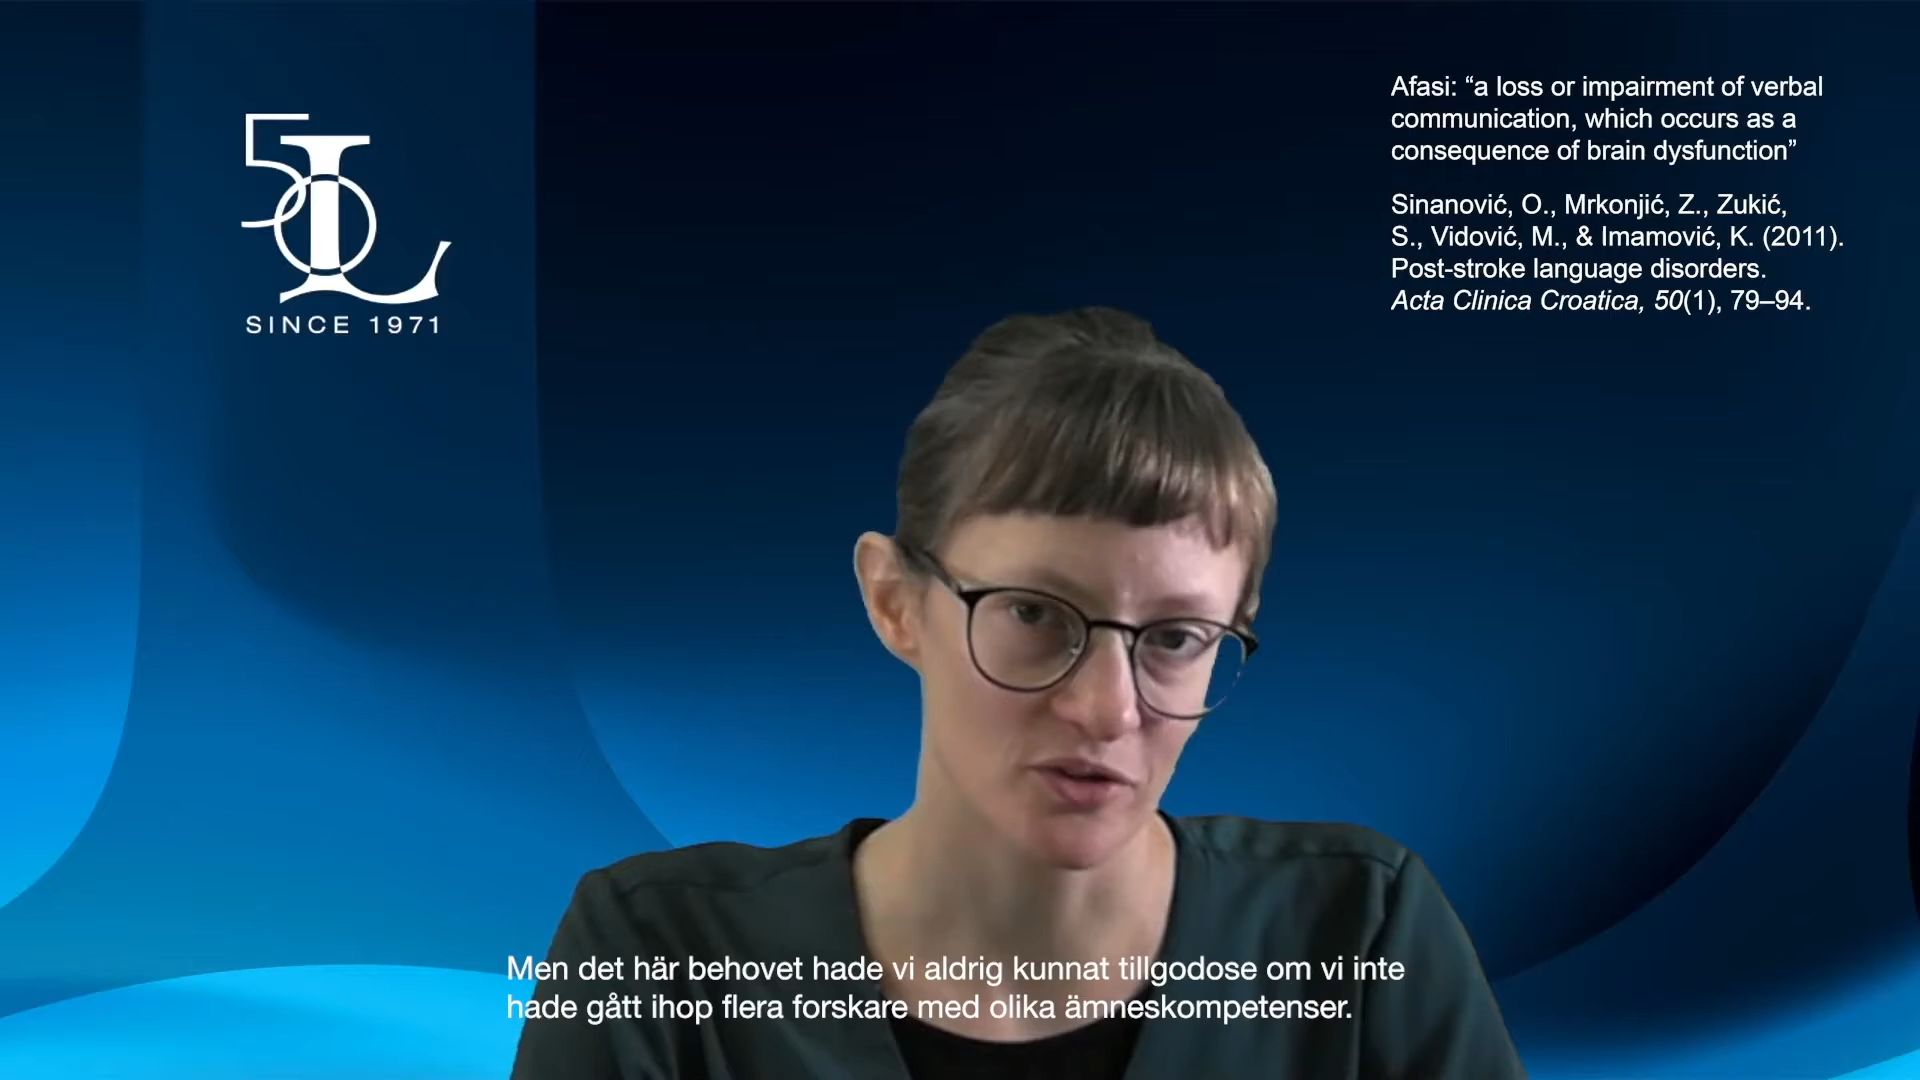 50
L
SINCE 1971
Afasi: “a loss or impairment of verbal
communication, which occurs as a
consequence of brain dysfunction”
Sinanović, O., Mrkonjić, Z., Zukić,
S., Vidović, M., & Imamović, K. (2011).
Post-stroke language disorders.
Acta Clinica Croatica, 50(1), 79–94.
Men det här behovet hade vi aldrig kunnat tillgodose om vi inte
hade gått ihop flera forskare med olika ämneskompetenser.